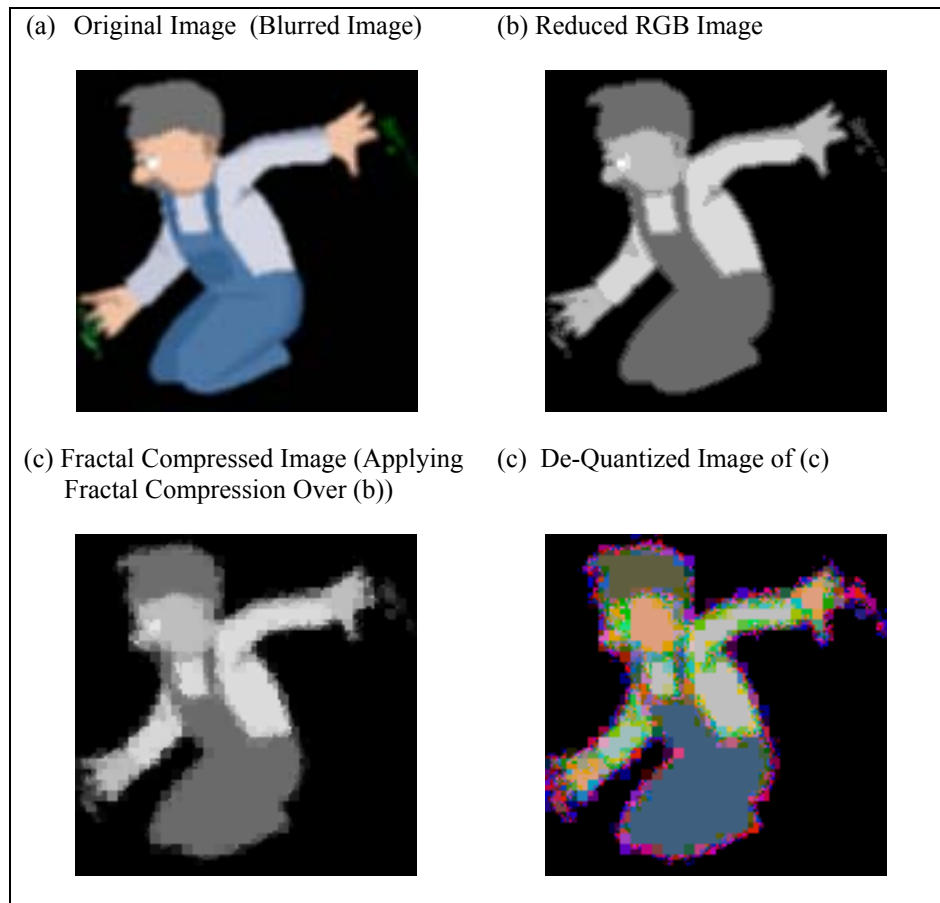 (a) Original Image (Blurred Image)
(b) Reduced RGB Image
(c) Fractal Compressed Image (Applying
Fractal Compression Over (b))
(c) De-Quantized Image of (c)